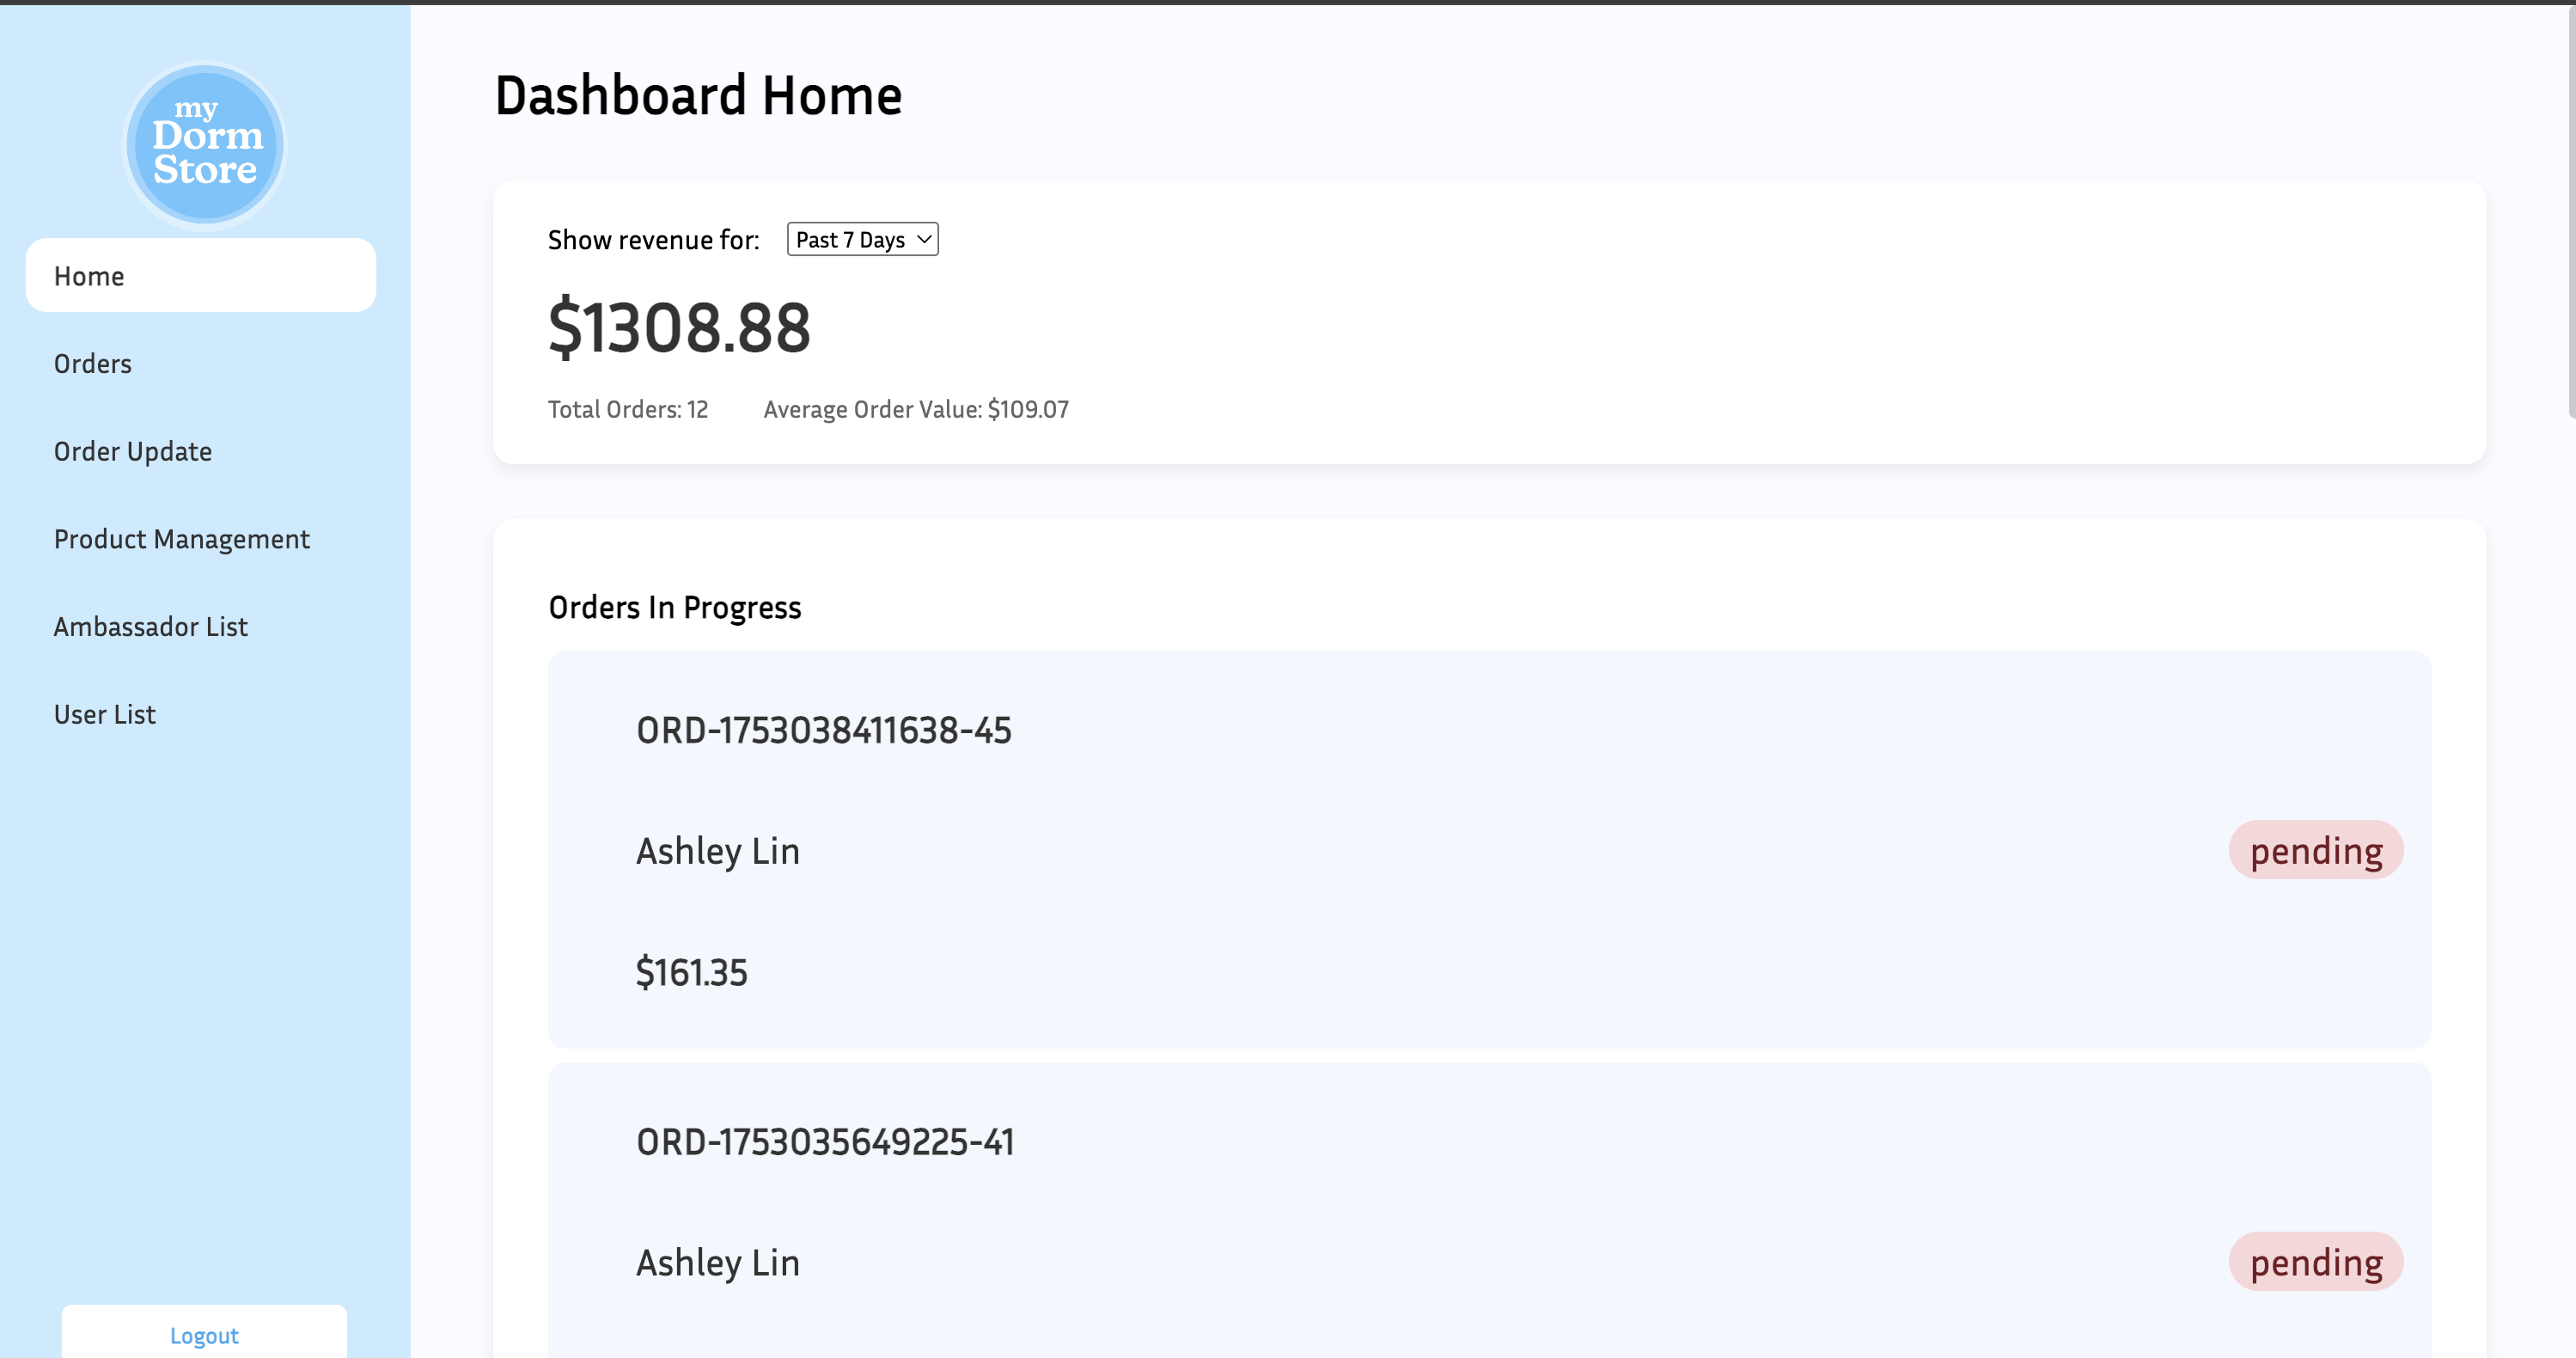 my
Dorm
Store
Home
Orders
Order Update
Product Management
Ambassador List
User List
Logout
Dashboard Home
Show revenue for: Past 7 Days
$1308.88
Total Orders: 12 Average Order Value: $109.07
Orders In Progress
ORD-1753038411638-45
Ashley Lin
pending
$161.35
ORD-1753035649225-41
Ashley Lin
pending